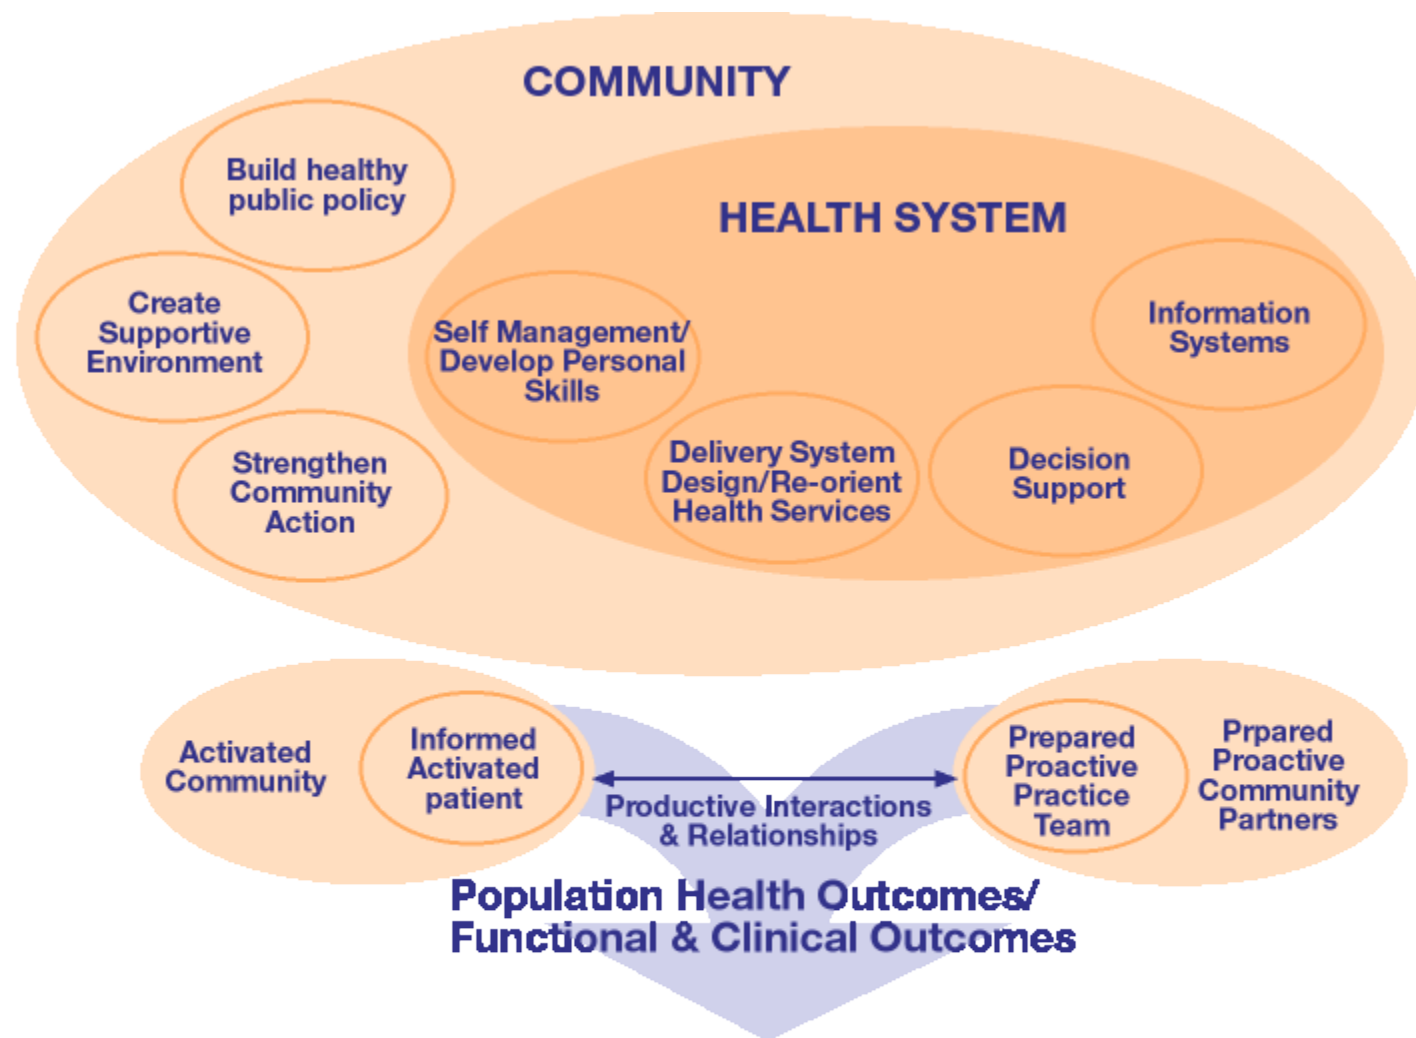 COMMUNITY
Build healthy
public policy
HEALTH SYSTEM
Create
Supportive
Environment
Self Management/
Develop Personal
Skills
Information
Systems
Strengthen
Community
Action
Delivery System
Design/Re-orient
Health Services
Decision
Support
Activated
Community
Informed
Activated
patient
Productive Interactions
& Relationships
Prepared
Proactive
Practice
Team
Prpared
Proactive
Community
Partners
Population Health Outcomes/
Functional & Clinical Outcomes